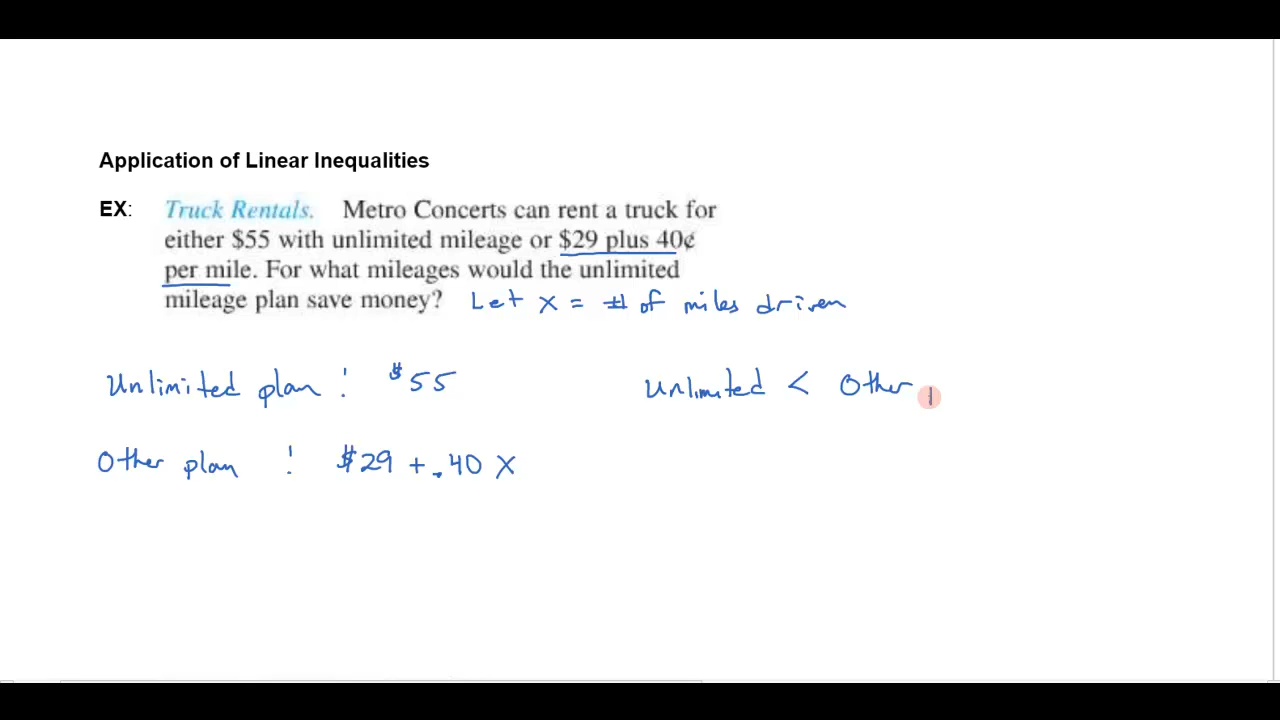 Application of Linear Inequalities
EX: Truck Rentals. Metro Concerts can rent a truck for
either $55 with unlimited mileage or $29 plus 40¢
per mile. For what mileages would the unlimited
mileage plan save money? Let x = # of miles driven
Unlimited plan : $55
Unlimited < Other
Other plan : $29 + .40 x